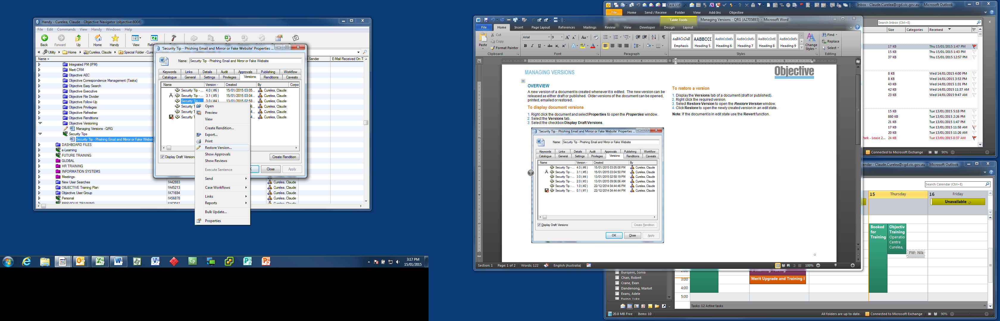 Handy - Curelea, Claude - Objective Navigator (objective:8008)
File Edit Commands View Handy Windows Help
Back Forward Up Home Handy View
Utility Home Curelea, Claude
Name +
E-Mail Received On T
Integrated PM (IPM)
Merit CRM
Objective AEC
Objective Correspondence Management (Tasks)
Objective Easy Search
Objective Executive
Objective File Divider
Objective Follow-Up
Objective Privileges
Objective Refresher
Objective Renditions
Objective Versioning
Managing Versions - QRG
Security Tips
Security Tip - Phishing Email and Mirror or Fake Website
DASHBOARD FILES
e-Learning
FUTURE TRAINING
GLOBAL
HR TRAINING
INFORMATION SYSTEMS
Meetings
New User Searches fA42883 Curelea, Claude
OBJECTIVE Training Plan fA45213 Curelea, Claude
Objective User Group fA71694 Curelea, Claude
Personal fA56878 Curelea, Claude
PREVIOUS TRAINING Curelea, Claude
'Security Tip - Phishing Email and Mirror or Fake Website' Properties ...
Name: Security Tip - Phishing Email and Mirror or Fake Website
Keywords Links Details Audit Approvals Publishing Workflow
Catalogue General Settings Privileges Versions Renditions Caveats
Name Version - Created By Corpo
Security Tip - ... 4.0 ( #6 ) 15/01/2015 03:05... Curelea, Claude
Security Tip - ... 3.1 ( #5 ) 15/01/2015 03:04... Curelea, Claude
Security Tip - 3.0 ( #4 ) 13/01/2015 02:58... Curelea, Claude
Security T Curelea, Claude
Security T Curelea, Claude
Security T Curelea, Claude
Display Draft Versions
Create Rendition
Close Apply
Open
Preview
View
Create Rendition...
Export...
Print
Restore Version...
Show Approvals
Show Reviews
Execute Sentence
Send
Case Workflows
Links
Reports
Bulk Update...
Properties
3:17 PM
15/01/2015
Task List
Inbox - Claude.Curelea@cgd.vic.gov.au - Microsoft Outlook
File Home Send / Receive Folder View Add-Ins Objective
Table Tools
Managing Versions - QRG (A2705893) - Microsoft Word
File Home Insert Page Layout References Mailings Review View Developer Design Layout
Paste
Cut
Copy
Format Painter
Clipboard
Arial 9
Font
Paragraph
Emphasis Heading 5 Heading 6 Heading 7 Heading 8 Heading 9
Change Styles
Styles
Find
Replace
Select
Editing
MANAGING VERSIONS
Objective
OVERVIEW
A new version of a document is created whenever it is edited. The new version can be
released as either draft or published. Older versions of the document can be opened,
printed, emailed or restored.
To display document versions
1. Right click the document and select Properties to open the Properties window.
2. Select the Versions tab.
3. Select the checkbox Display Draft Versions.
'Security Tip - Phishing Email and Mirror or Fake Website' Properties ...
Name: Security Tip - Phishing Email and Mirror or Fake Website
Keywords Links Details Audit Approvals Publishing Workflow
Catalogue General Settings Privileges Versions Renditions Caveats
Name Version - Created By
Security Tip - ... 4.0 ( #6 ) 15/01/2015 03:05:08 PM Curelea, Claude
Security Tip - ... 3.1 ( #5 ) 15/01/2015 03:04:50 PM Curelea, Claude
Security Tip - ... 3.0 ( #4 ) 13/01/2015 02:58:19 PM Curelea, Claude
Security Tip - ... 2.0 ( #3 ) 13/01/2015 09:06:06 AM Curelea, Claude
Security Tip - ... 1.0 ( #2 ) 22/12/2014 04:44:46 PM Curelea, Claude
Security Tip - ... 0.1 ( #1 ) 22/12/2014 04:44:44 PM Curelea, Claude
3
Display Draft Versions
Create Rendition
OK Close Apply
To restore a version
1. Display the Versions tab of a document (draft or published).
2. Right click the required version.
3. Select Restore Version to open the Restore Version window.
4. Click Restore to open the newly created version in an edit state.
Note: If the document is in edit state use the Revert function.
Section: 1 Page: 1 of 2 Words: 122 English (Australia) 100%
Search Inbox (Ctrl+E)
Size Categories Received
17 KB Thu 15/01/2015 1:47 PM
15 KB Thu 15/01/2015 1:43 PM
37 KB Thu 15/01/2015 12:57 PM
8 KB Wed 14/01/2015 4:00 PM
8 KB Wed 14/01/2015 3:53 PM
43 KB Wed 14/01/2015 1:31 PM
42 KB Wed 14/01/2015 11:37 AM
23 KB Wed 14/01/2015 9:47 AM
15 KB Tue 13/01/2015 5:18 PM
880 KB Tue 13/01/2015 2:26 PM
21 KB Tue 13/01/2015 1:47 PM
17 KB Tue 13/01/2015 11:58 AM
20 KB Tue 13/01/2015 11:26 AM
Park - Lease 2... 24 KB Tue 13/01/2015 8:37 AM
Connected to Microsoft Exchange 90%
endar - Claude.Curelea@cgd.vic.gov.au - Microsoft Outlook
Search Calendar (Ctrl+E)
15 Thursday 16 Friday
Unavailable
Booked for Training
Objectiv Training Operatio Centre Curelea,
FW: Nik
Burojevic, Sonia
Chan, Robert
Crane, Evan
Dandenong, Market
Evans, Adele
Ewing, Luke
3:00
4:00
5:00
Merit Upgrade and Training I
Tasks: 12 Active tasks
20.8 MB Free Items: 10
All folders are up to date. Connected to Microsoft Exchange 90%